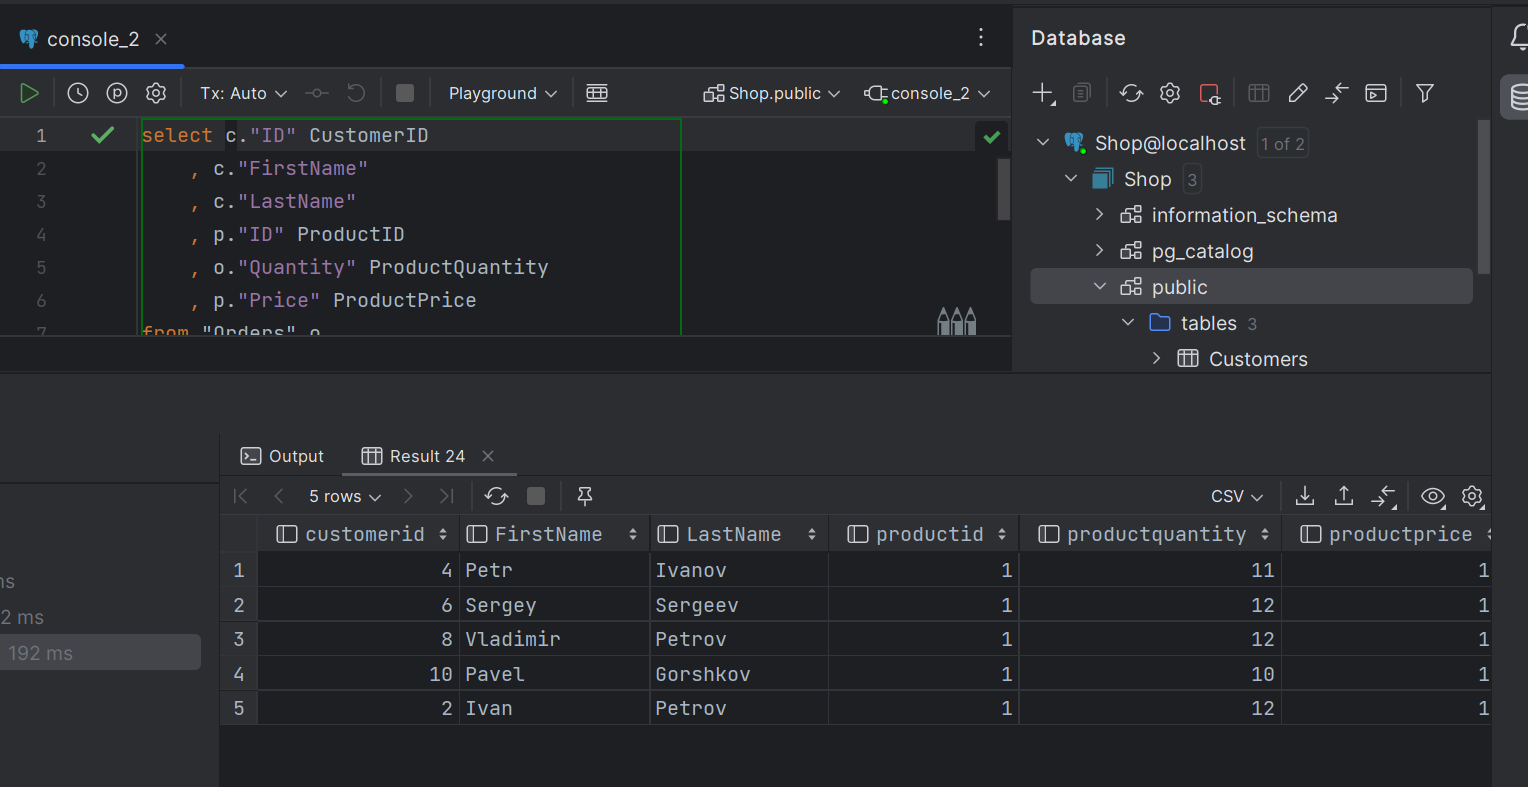 console_2
Database
Tx: Auto
Playground
Shop.public
console_2
1 select c."ID" CustomerID
2 , c."FirstName"
3 , c."LastName"
4 , p."ID" ProductID
5 , o."Quantity" ProductQuantity
6 , p."Price" ProductPrice
7 from "Orders" o
Shop@localhost 1 of 2
Shop 3
information_schema
pg_catalog
public
tables 3
Customers
ms
2 ms
192 ms
Output Result 24
5 rows CSV
customerid FirstName LastName productid productquantity productprice
1 4 Petr Ivanov 1 11 1
2 6 Sergey Sergeev 1 12 1
3 8 Vladimir Petrov 1 12 1
4 10 Pavel Gorshkov 1 10 1
5 2 Ivan Petrov 1 12 1